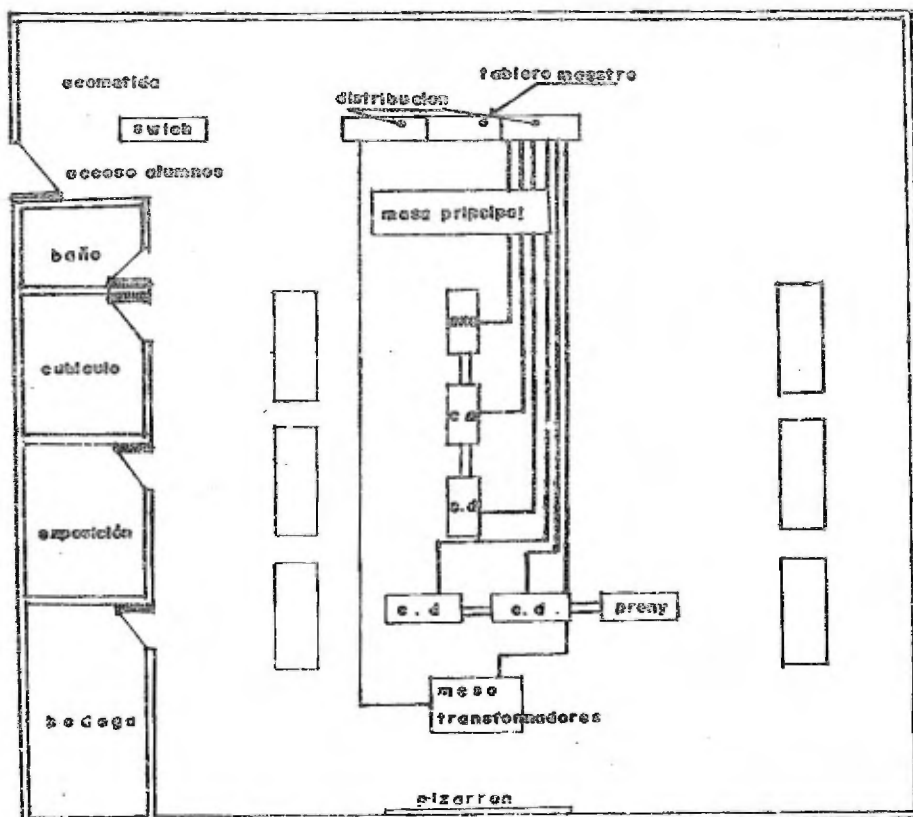 tablero maestro
acometida
distribucion
swich
acceso alumnos
mesa principal
baño
cubiculo
c a
c.d
exposición
c.d
c.d.
preny
mesa
transformadores
bodega
pizarron